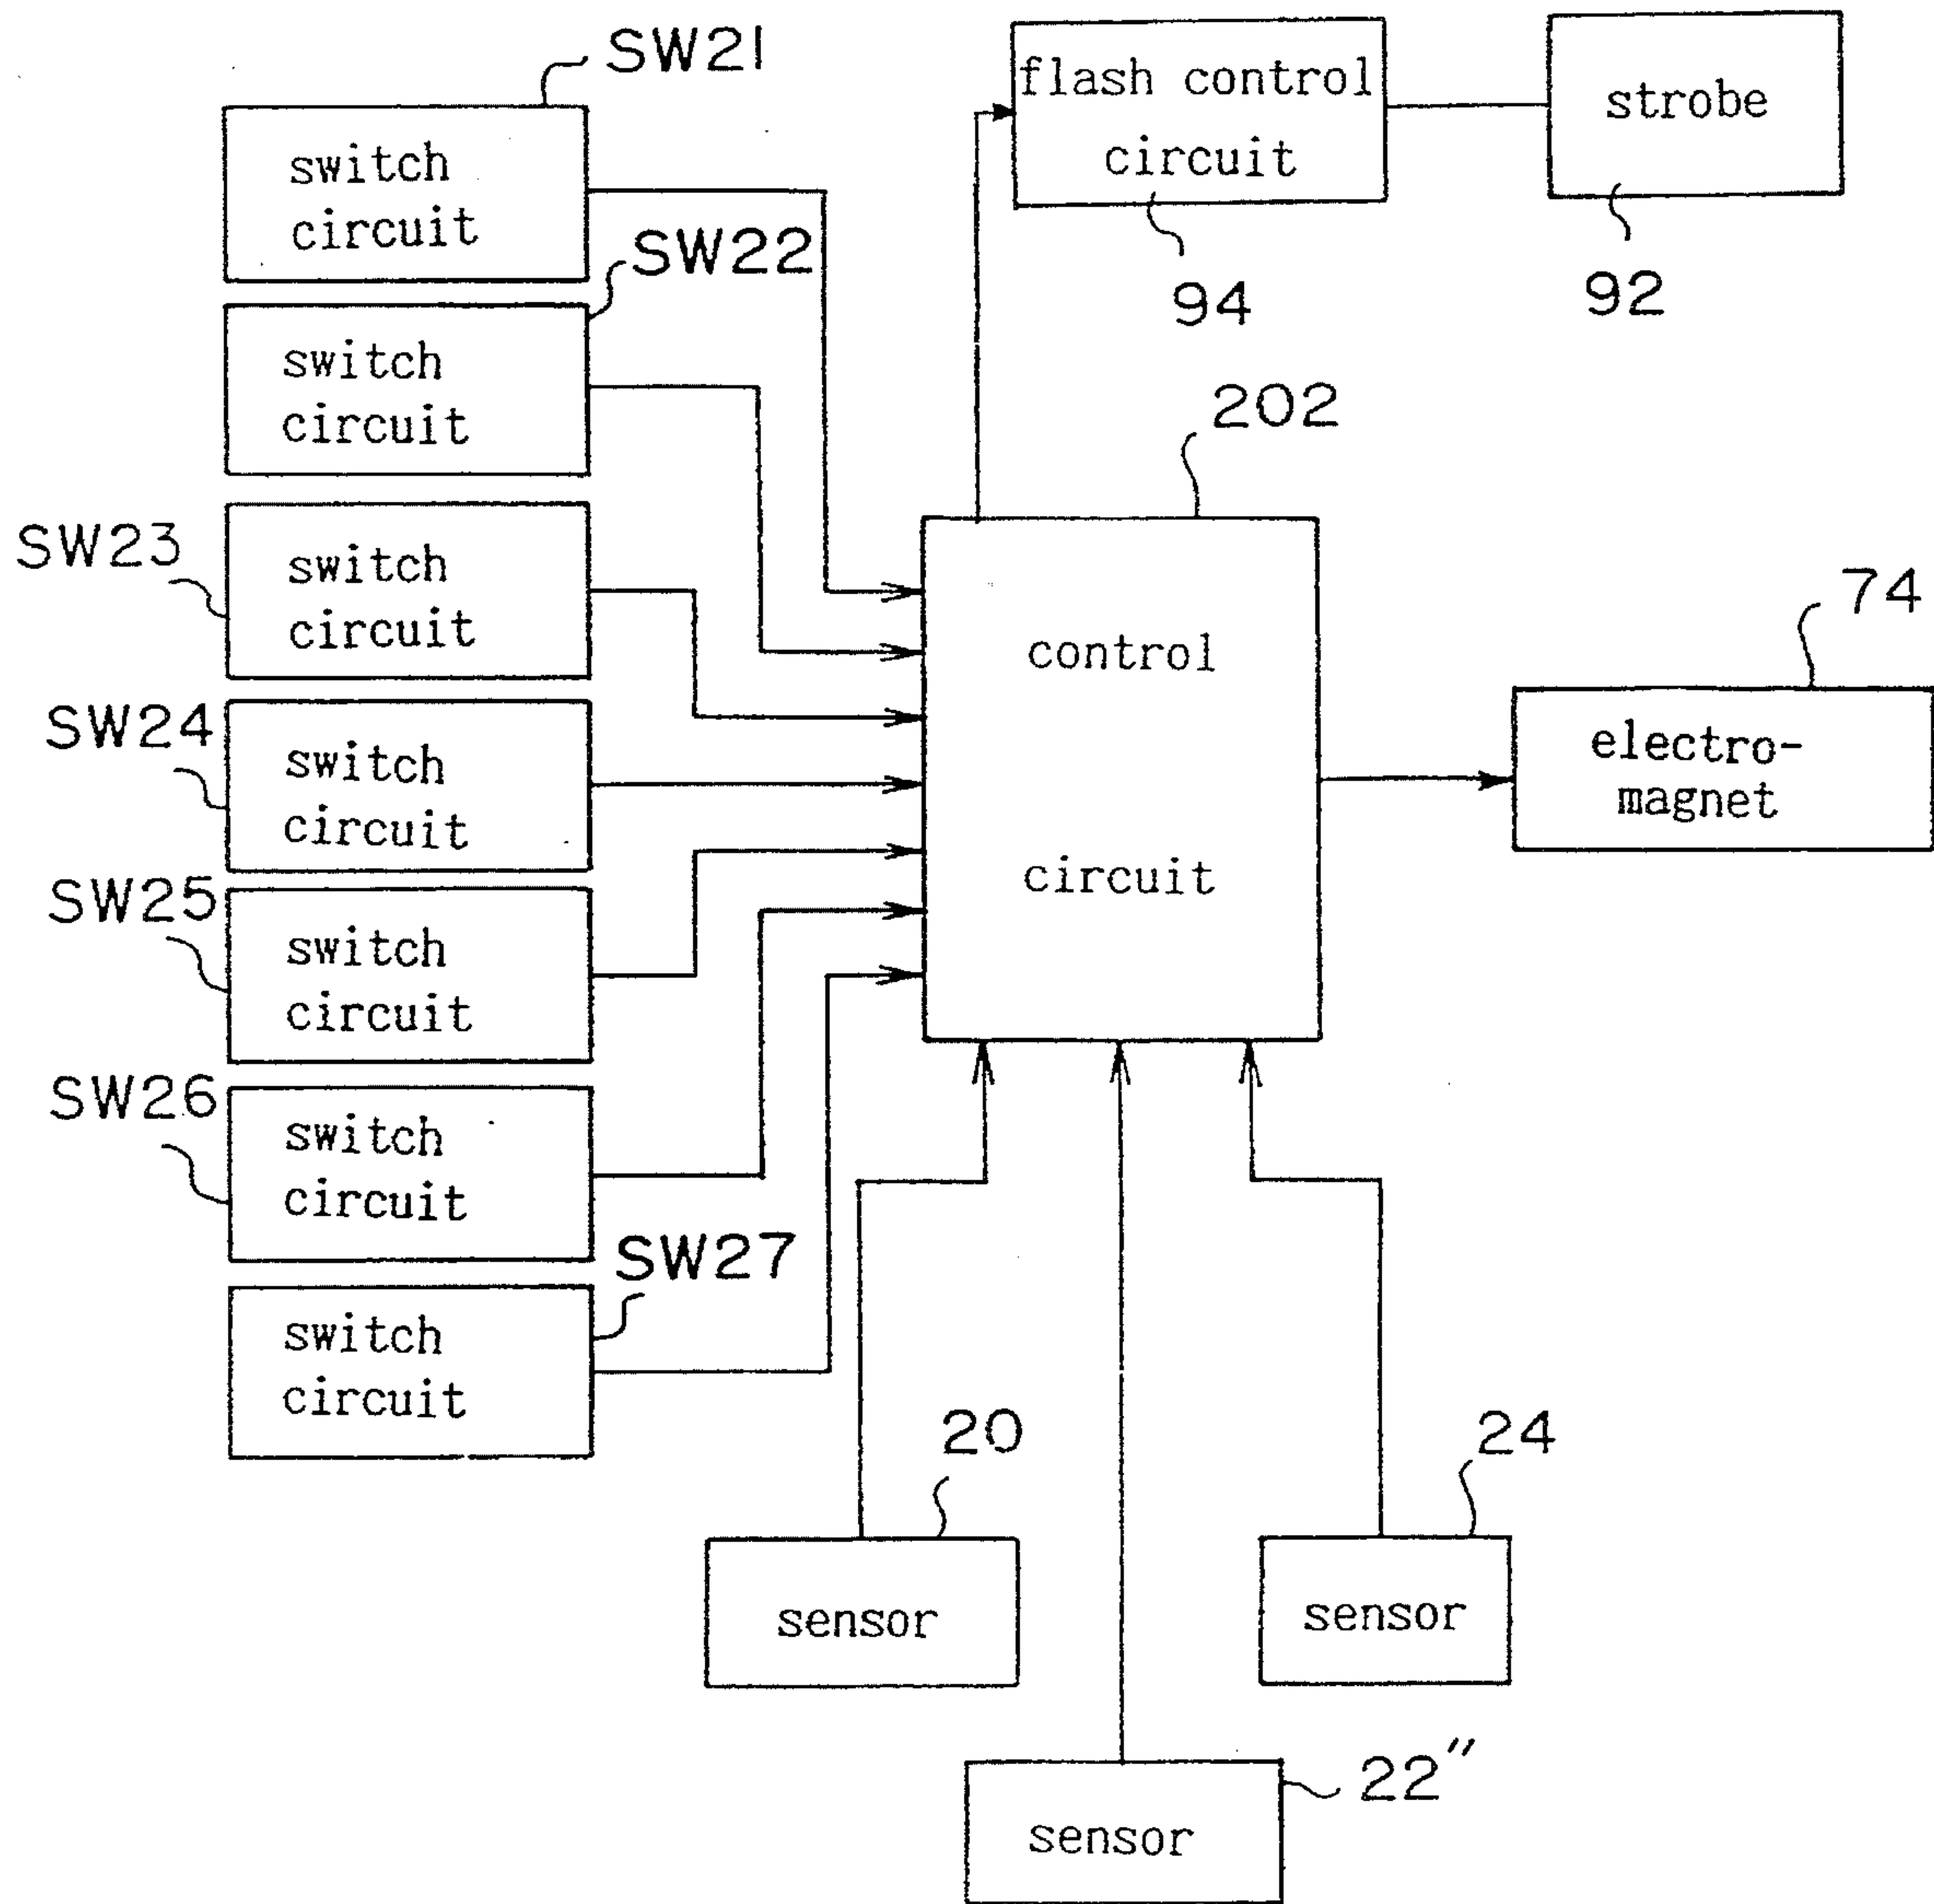 SW21
switch
circuit
SW22
switch
circuit
SW23
switch
circuit
SW24
switch
circuit
SW25
switch
circuit
SW26
switch
circuit
SW27
switch
circuit
flash control
circuit
94
strobe
92
202
control
circuit
74
electro-
magnet
20
sensor
24
sensor
22"
sensor